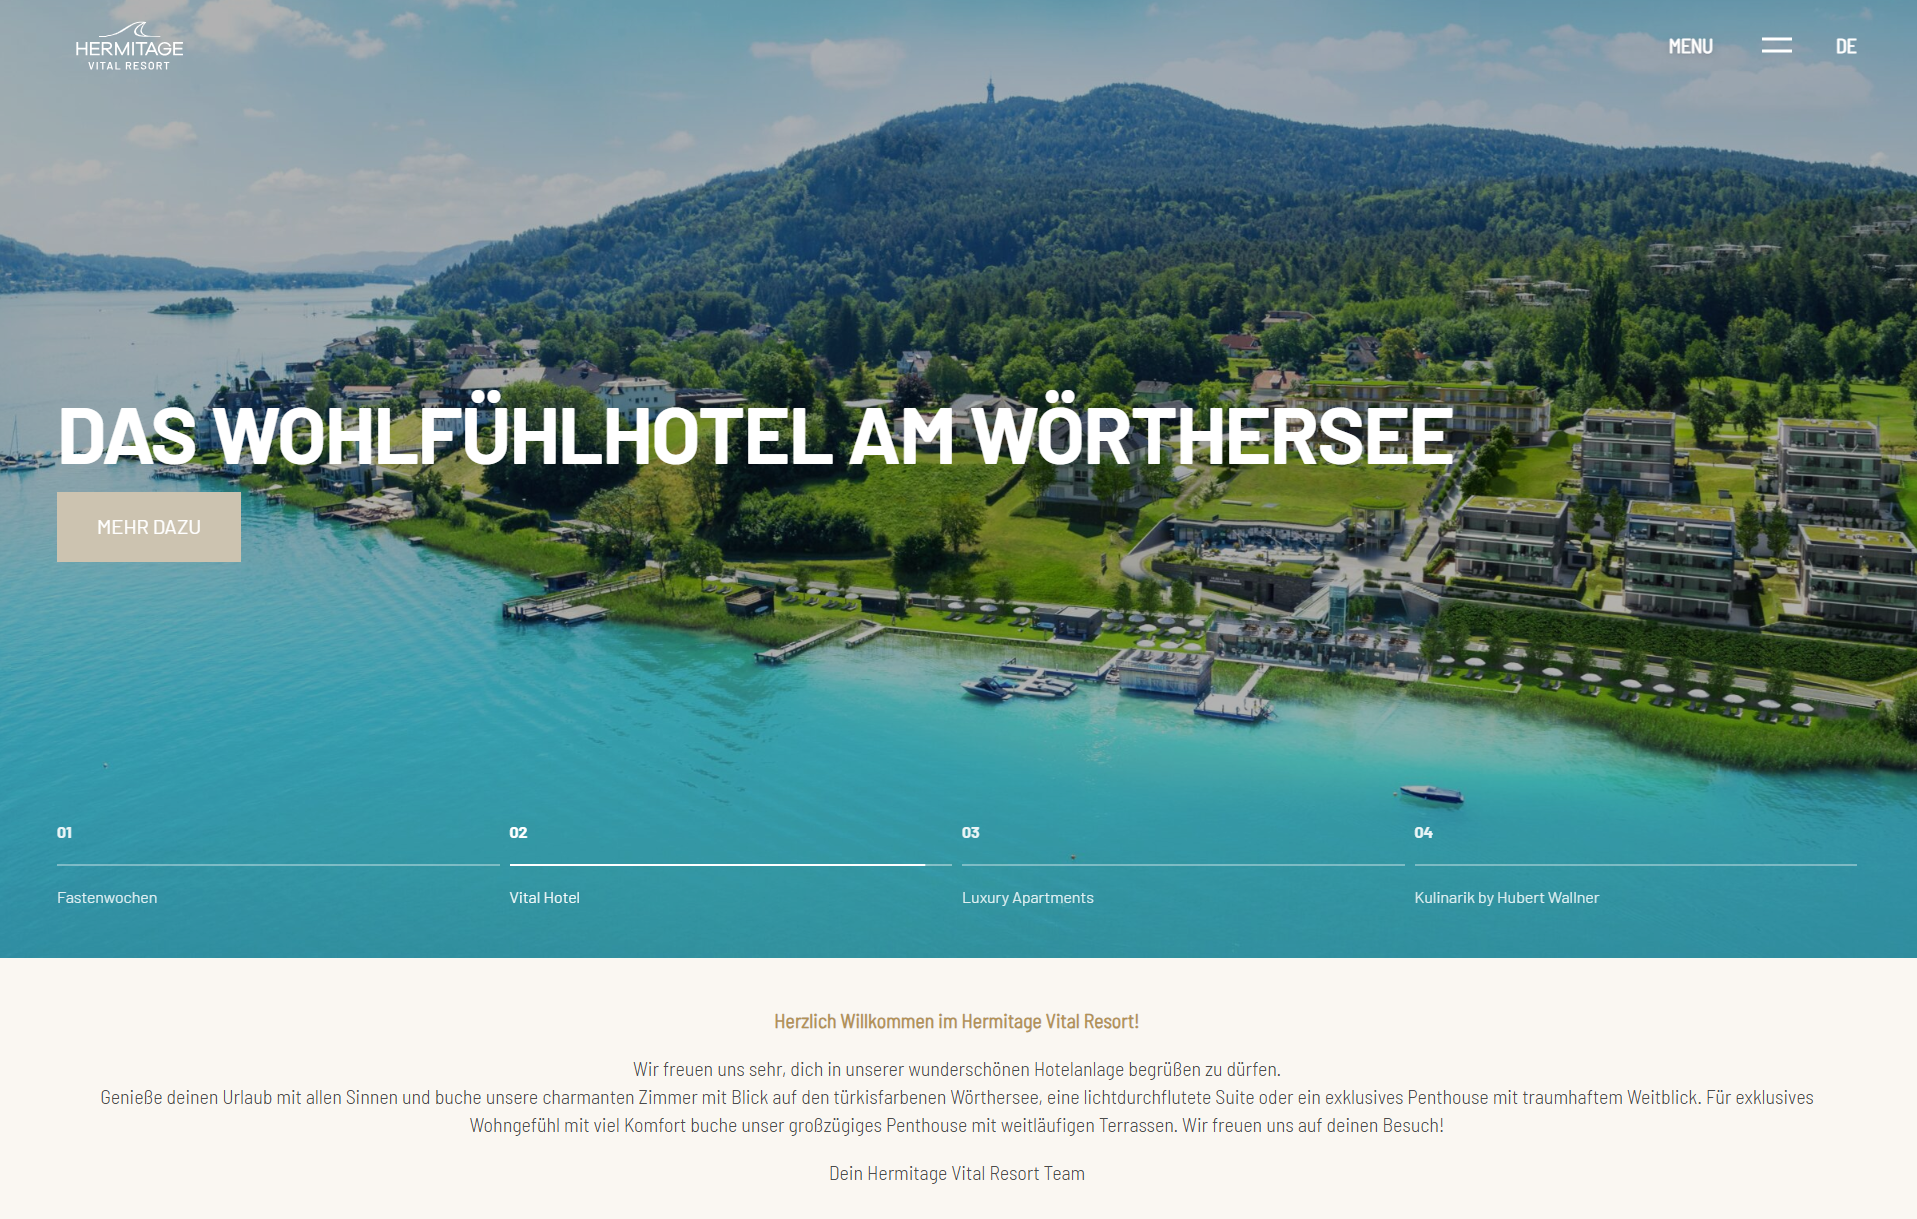 HERMITAGE
VITAL RESORT
MENU
DE
DAS WOHLFÜHLHOTEL AM WÖRTHERSEE
MEHR DAZU
01
Fastenwochen
02
Vital Hotel
03
Luxury Apartments
04
Kulinarik by Hubert Wallner
Herzlich Willkommen im Hermitage Vital Resort!
Wir freuen uns sehr, dich in unserer wunderschönen Hotelanlage begrüßen zu dürfen.
Genieße deinen Urlaub mit allen Sinnen und buche unsere charmanten Zimmer mit Blick auf den türkisfarbenen Wörthersee, eine lichtdurchflutete Suite oder ein exklusives Penthouse mit traumhaftem Weitblick. Für exklusives
Wohngefühl mit viel Komfort buche unser großzügiges Penthouse mit weitläufigen Terrassen. Wir freuen uns auf deinen Besuch!
Dein Hermitage Vital Resort Team